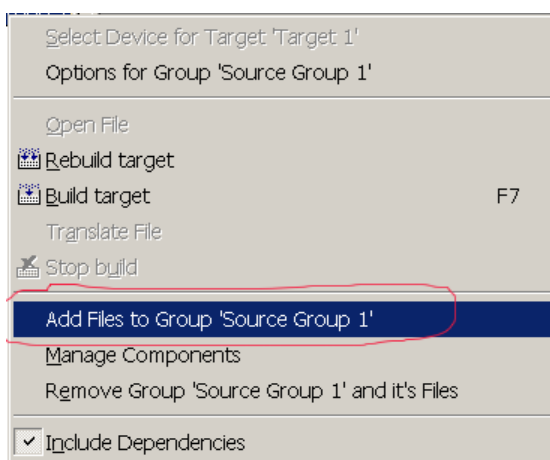 Select Device for Target 'Target 1'
Options for Group 'Source Group 1'
Open File
Rebuild target
Build target F7
Translate File
Stop build
Add Files to Group 'Source Group 1'
Manage Components
Remove Group 'Source Group 1' and it's Files
Include Dependencies